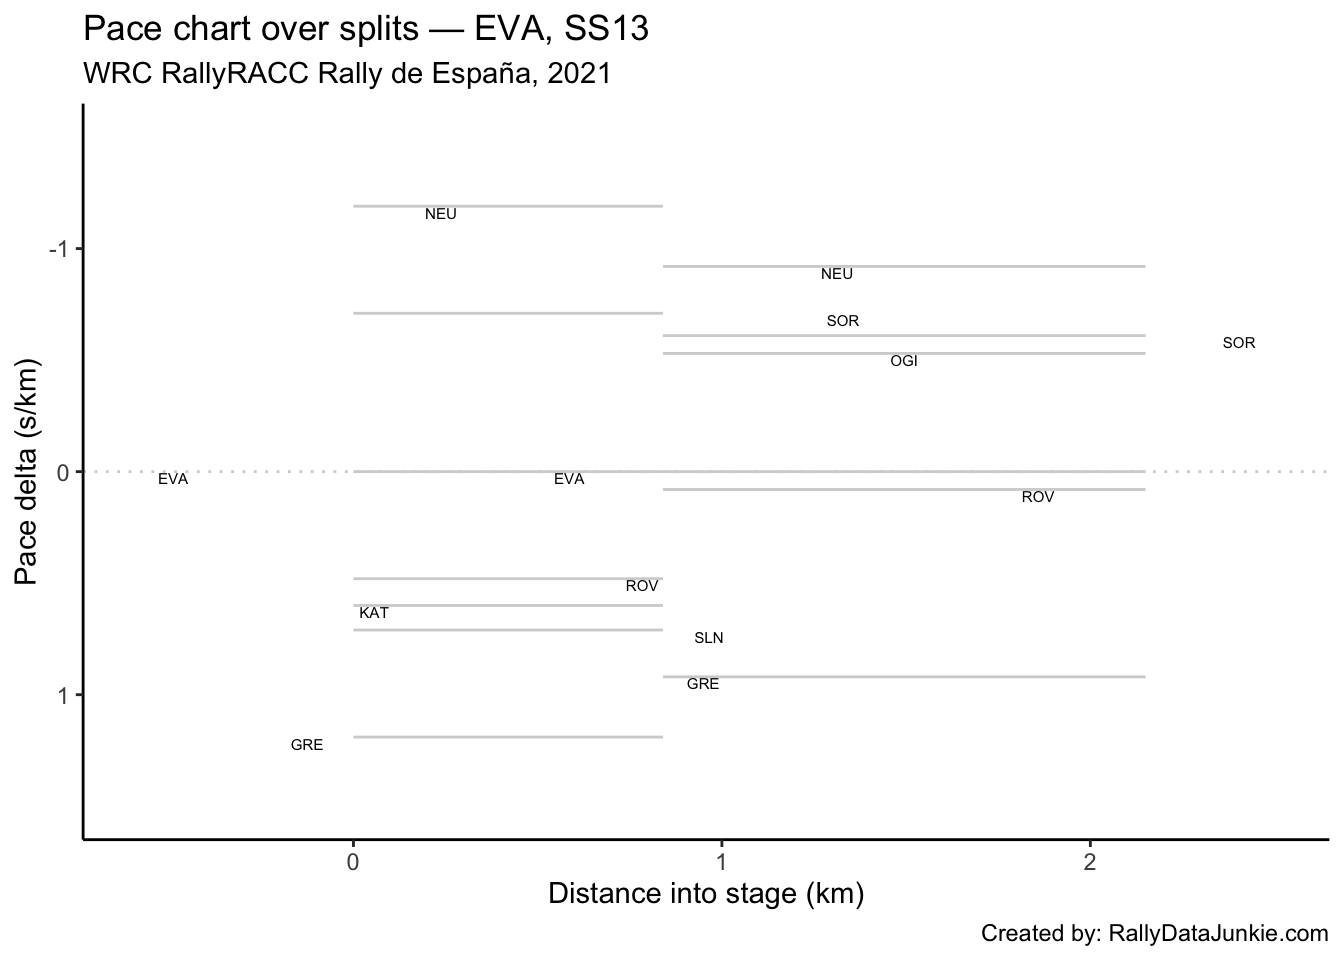 Pace chart over splits — EVA, SS13
WRC RallyRACC Rally de España, 2021
NEU
-1
NEU
SOR
SOR
OGI
0
EVA
EVA
ROV
ROV
KAT
SLN
GRE
1
GRE
Pace delta (s/km)
0 1 2
Distance into stage (km)
Created by: RallyDataJunkie.com